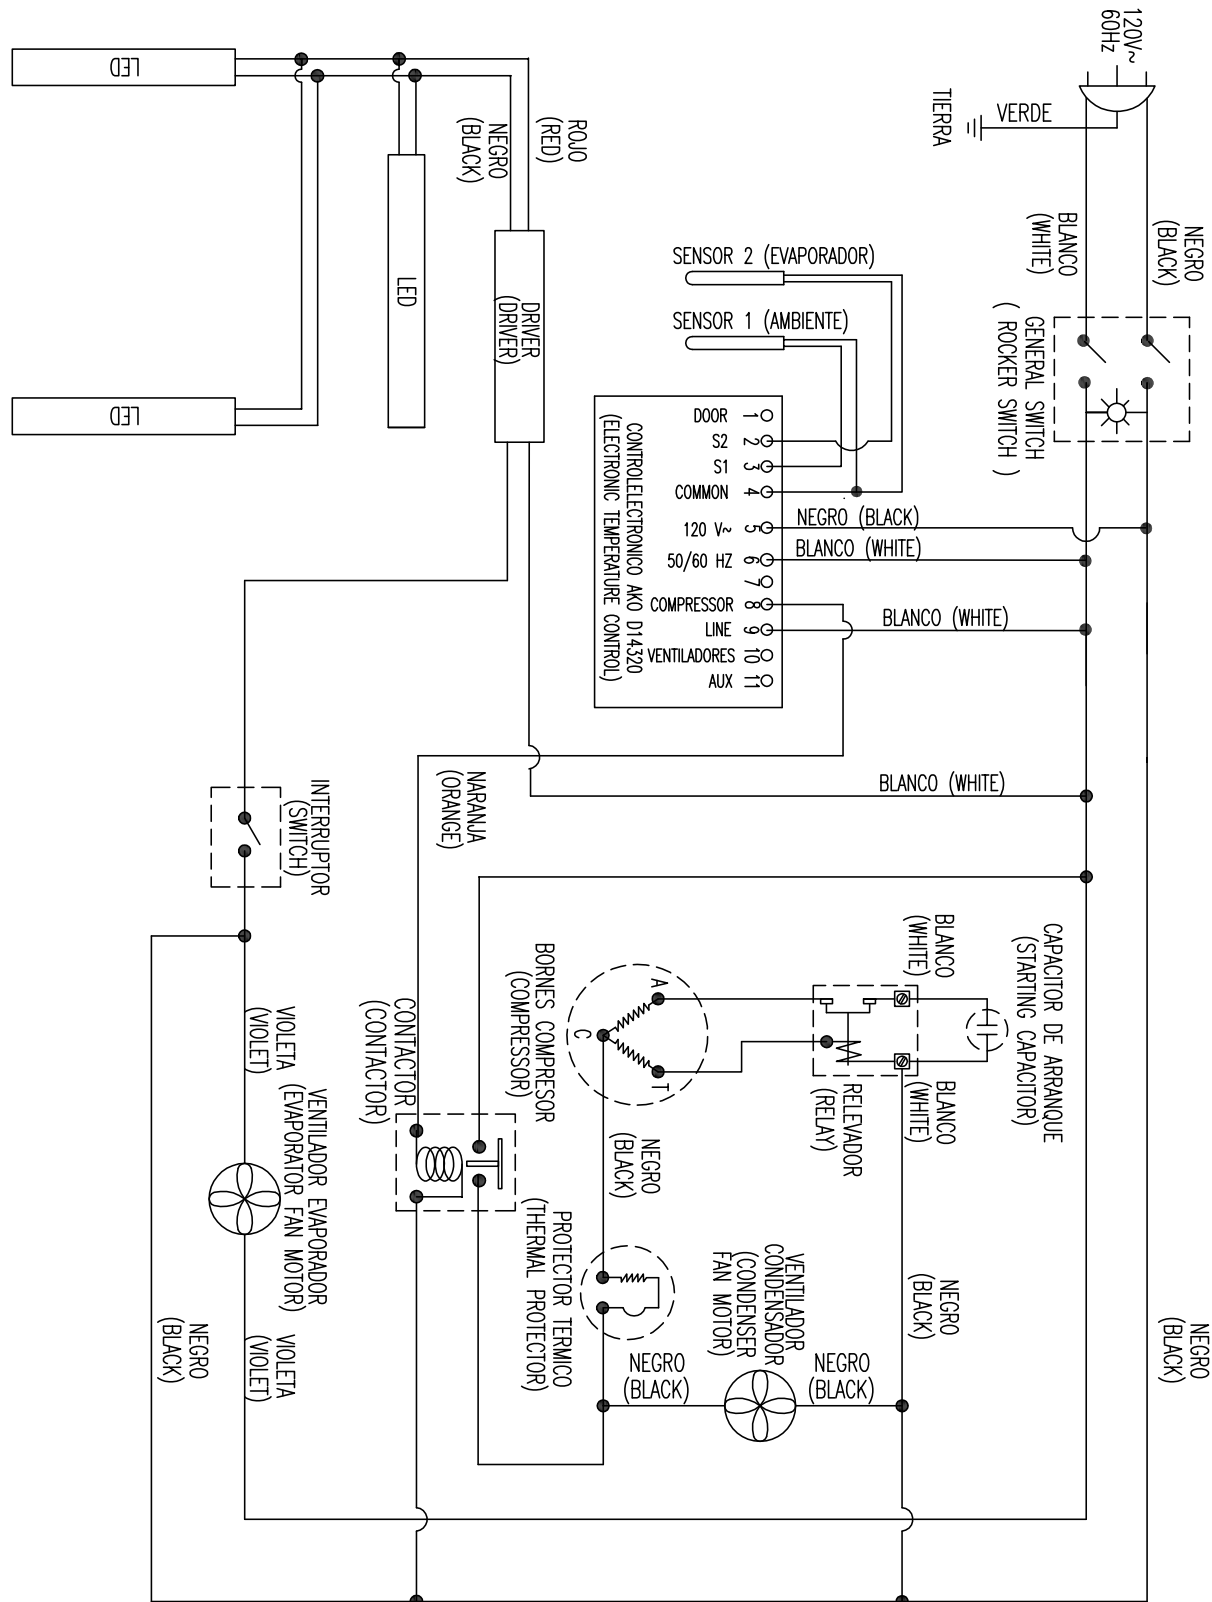 120V~
60Hz
VERDE
TIERRA
NEGRO
(BLACK)
BLANCO
(WHITE)
GENERAL SWITCH
( ROCKER SWITCH )
LED
LED
LED
ROJO
(RED)
NEGRO
(BLACK)
DRIVER
(DRIVER)
SENSOR 2 (EVAPORADOR)
SENSOR 1 (AMBIENTE)
DOOR 1
S2 2
S1 3
COMMON 4
120 V~ 5
50/60 HZ 6
7
COMPRESSOR 8
LINE 9
VENTILADORES 10
AUX 11
CONTROLELECTRONICO AKO D14320
(ELECTRONIC TEMPERATURE CONTROL)
NEGRO (BLACK)
BLANCO (WHITE)
BLANCO (WHITE)
BLANCO (WHITE)
NARANJA
(ORANGE)
INTERRUPTOR
(SWITCH)
CAPACITOR DE ARRANQUE
(STARTING CAPACITOR)
BLANCO
(WHITE)
BLANCO
(WHITE)
RELEVADOR
(RELAY)
BORNES COMPRESOR
(COMPRESSOR)
A
C
T
CONTACTOR
(CONTACTOR)
VIOLETA
(VIOLET)
VENTILADOR EVAPORADOR
(EVAPORATOR FAN MOTOR)
VIOLETA
(VIOLET)
NEGRO
(BLACK)
NEGRO
(BLACK)
PROTECTOR TERMICO
(THERMAL PROTECTOR)
VENTILADOR
CONDENSADOR
(CONDENSER
FAN MOTOR)
NEGRO
(BLACK)
NEGRO
(BLACK)
NEGRO
(BLACK)
NEGRO
(BLACK)